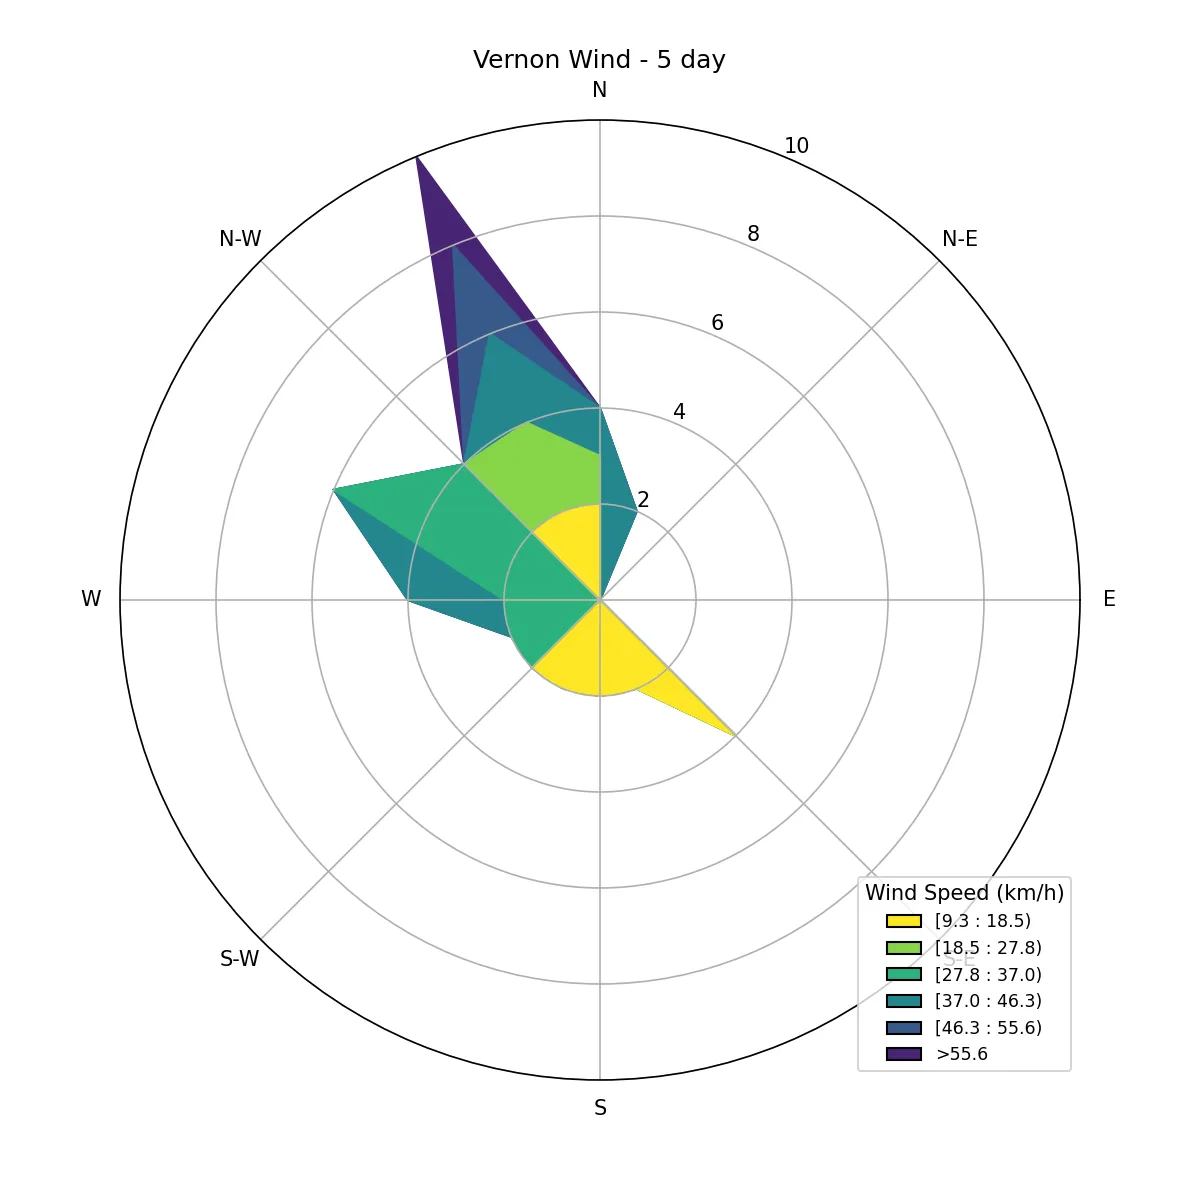 Vernon Wind - 5 day
N
10
N-W
8
N-E
6
4
2
W
E
S-W
S-E
S
Wind Speed (km/h)
[9.3 : 18.5)
[18.5 : 27.8)
[27.8 : 37.0)
[37.0 : 46.3)
[46.3 : 55.6)
>55.6